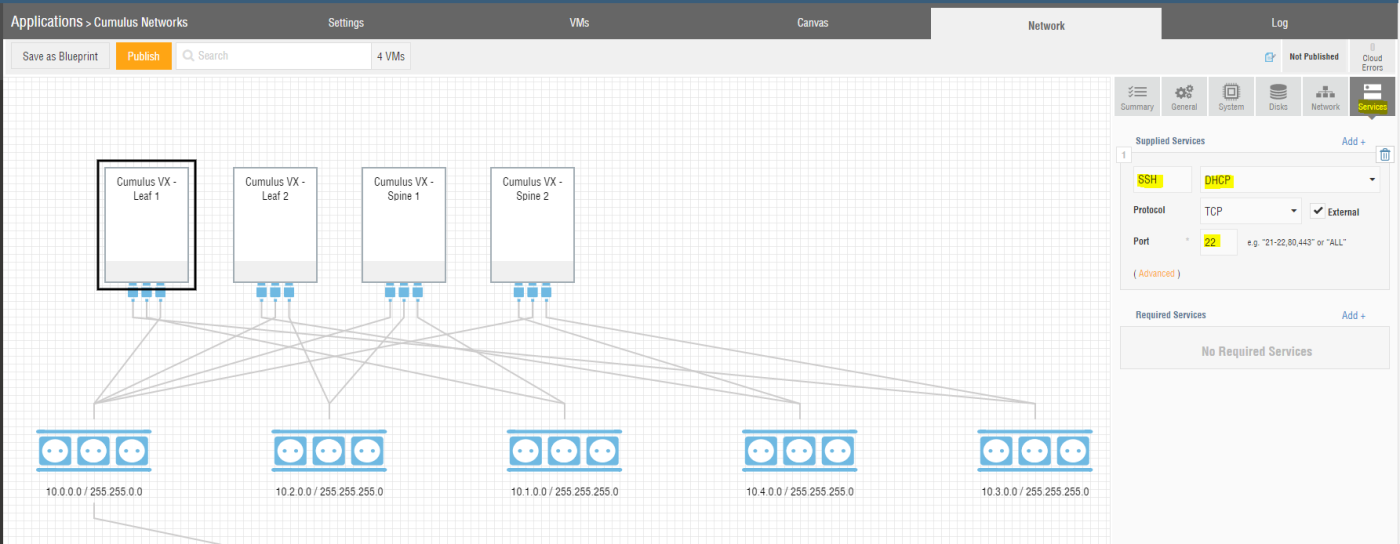 Applications > Cumulus Networks
Settings
VMs
Canvas
Network
Log
Save as Blueprint
Publish
Search
4 VMs
Not Published
0
Cloud
Errors
Summary
General
System
Disks
Network
Services
Supplied Services
Add +
1
SSH
DHCP
Protocol
TCP
External
Port
*
22
e.g. "21-22,80,443" or "ALL"
( Advanced )
Required Services
Add +
No Required Services
Cumulus VX -
Leaf 1
Cumulus VX -
Leaf 2
Cumulus VX -
Spine 1
Cumulus VX -
Spine 2
10.0.0.0 / 255.255.0.0
10.2.0.0 / 255.255.255.0
10.1.0.0 / 255.255.255.0
10.4.0.0 / 255.255.255.0
10.3.0.0 / 255.255.255.0